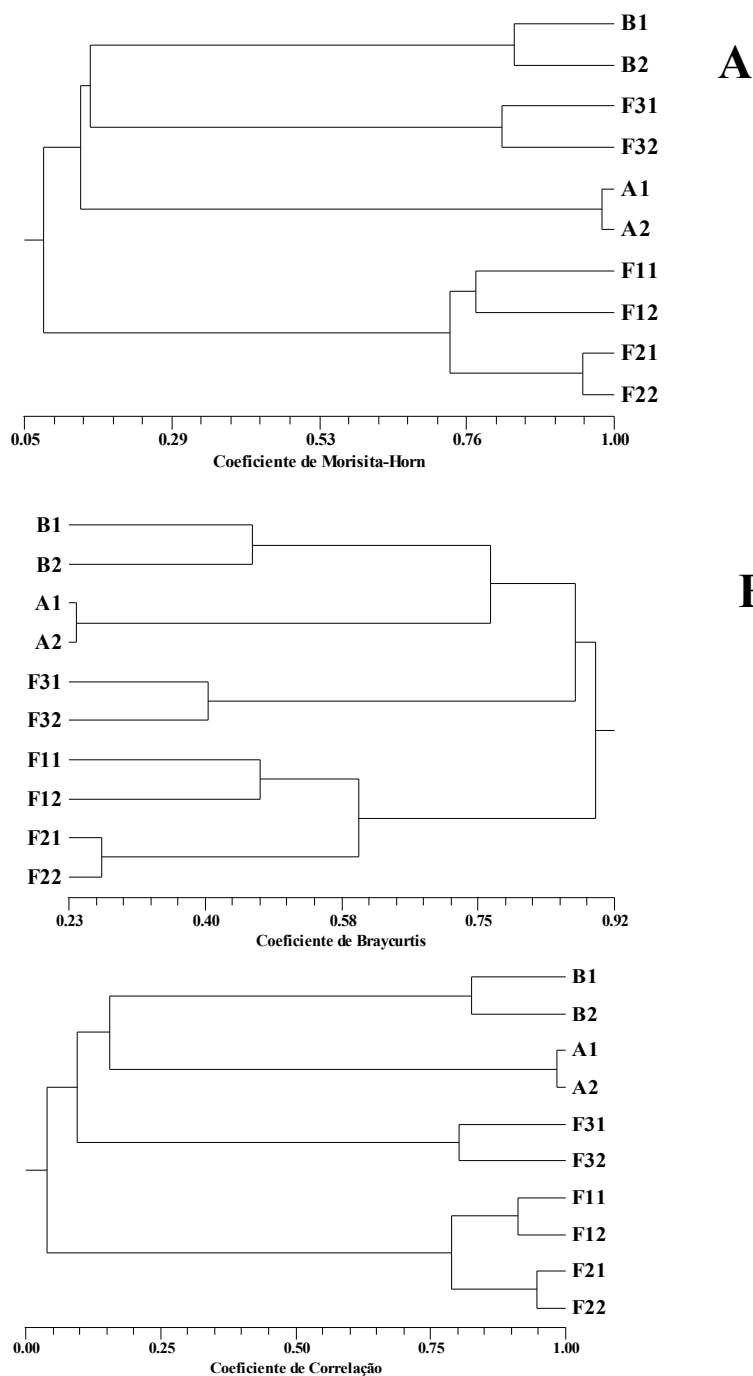 B1
A
B2
F31
F32
A1
A2
F11
F12
F21
F22
0.05 0.29 0.53 0.76 1.00
Coeficiente de Morisita-Horn
B1
B2
A1
A2
F31
F32
F11
F12
F21
F22
0.23 0.40 0.58 0.75 0.92
Coeficiente de Braycurtis
B1
B2
A1
A2
F31
F32
F11
F12
F21
F22
0.00 0.25 0.50 0.75 1.00
Coeficiente de Correlação